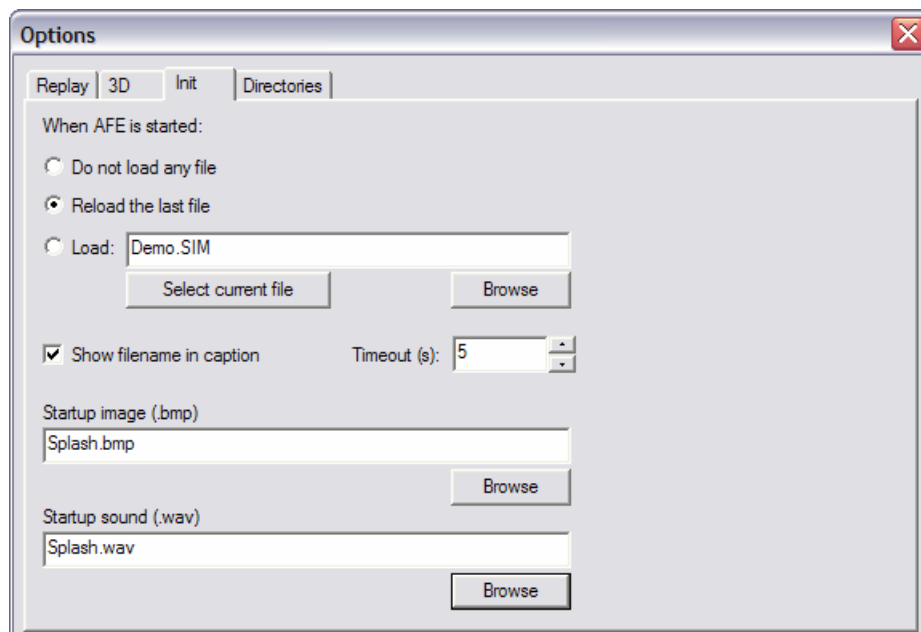 Options
Replay 3D Init Directories
When AFE is started:
Do not load any file
Reload the last file
Load: Demo.SIM
Select current file Browse
Show filename in caption Timeout (s): 5
Startup image (.bmp)
Splash.bmp
Browse
Startup sound (.wav)
Splash.wav
Browse